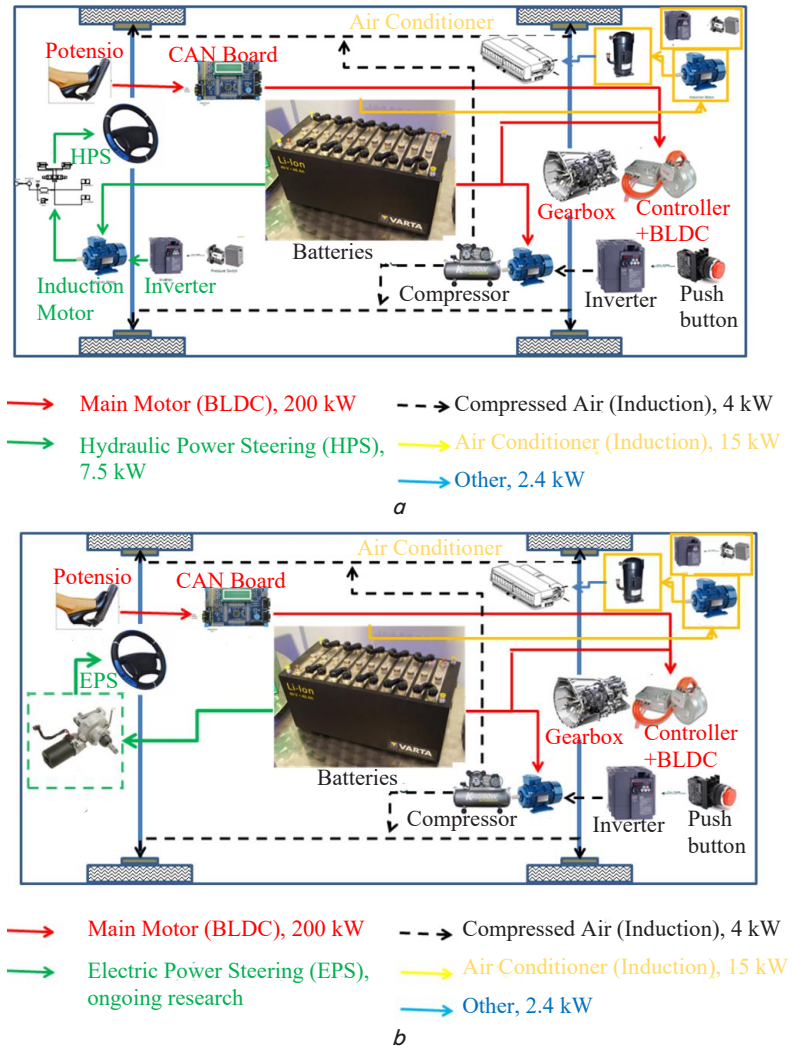 Air Conditioner
Potensio
CAN Board
HPS
Li-Ion
VARTA
Batteries
Gearbox
Controller
+BLDC
Induction
Motor
Inverter
Compressor
Inverter
Push
button
Main Motor (BLDC), 200 kW
Compressed Air (Induction), 4 kW
Hydraulic Power Steering (HPS),
7.5 kW
Air Conditioner (Induction), 15 kW
Other, 2.4 kW
a
Air Conditioner
Potensio
CAN Board
EPS
Li-Ion
VARTA
Batteries
Gearbox
Controller
+BLDC
Compressor
Inverter
Push
button
Main Motor (BLDC), 200 kW
Compressed Air (Induction), 4 kW
Electric Power Steering (EPS),
ongoing research
Air Conditioner (Induction), 15 kW
Other, 2.4 kW
b